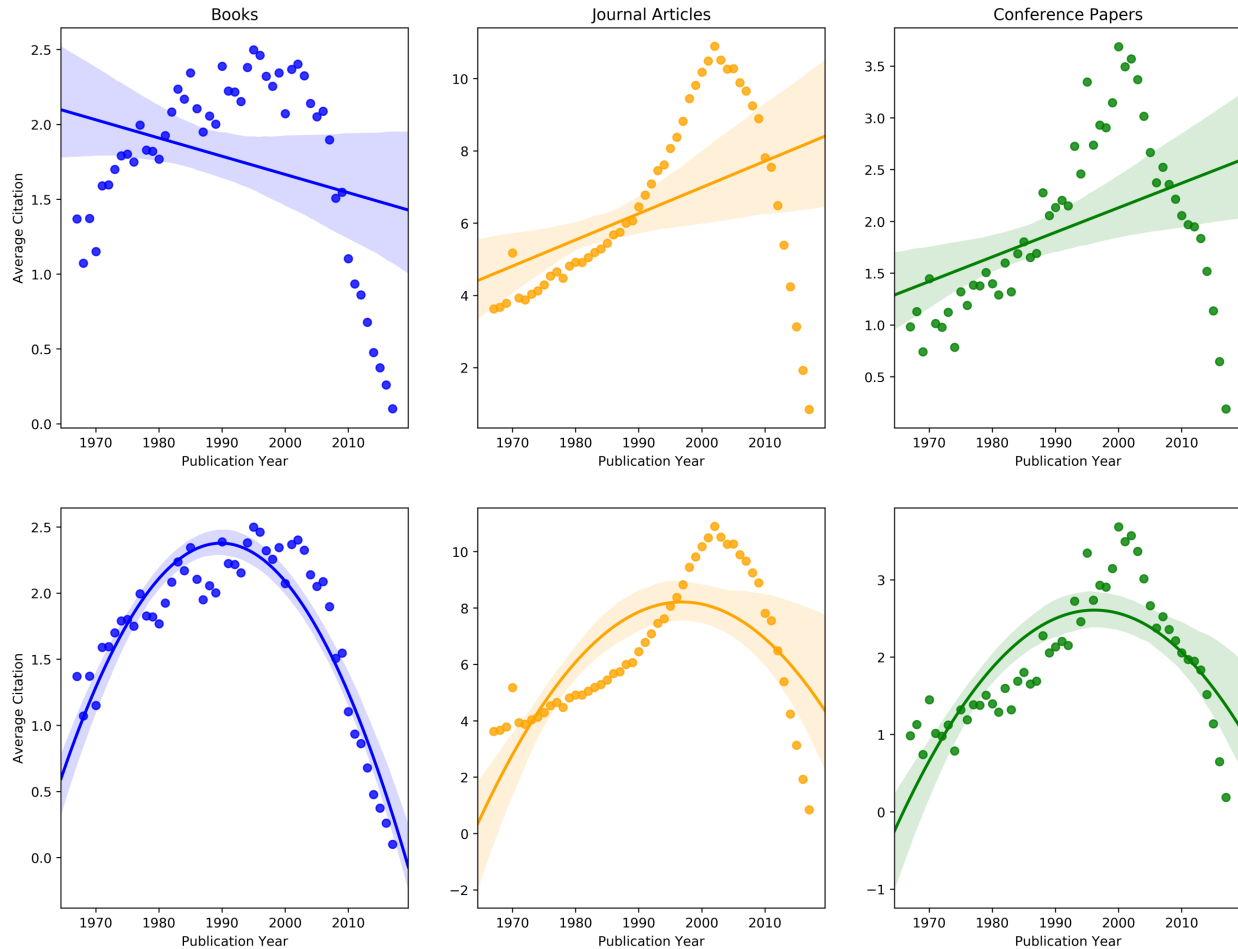 Books
Journal Articles
Conference Papers
2.5
2.0
1.5
1.0
0.5
0.0
Average Citation
1970 1980 1990 2000 2010
Publication Year
10
8
6
4
2
1970 1980 1990 2000 2010
Publication Year
3.5
3.0
2.5
2.0
1.5
1.0
0.5
1970 1980 1990 2000 2010
Publication Year
2.5
2.0
1.5
1.0
0.5
0.0
Average Citation
1970 1980 1990 2000 2010
Publication Year
10
8
6
4
2
0
−2
1970 1980 1990 2000 2010
Publication Year
3
2
1
0
−1
1970 1980 1990 2000 2010
Publication Year